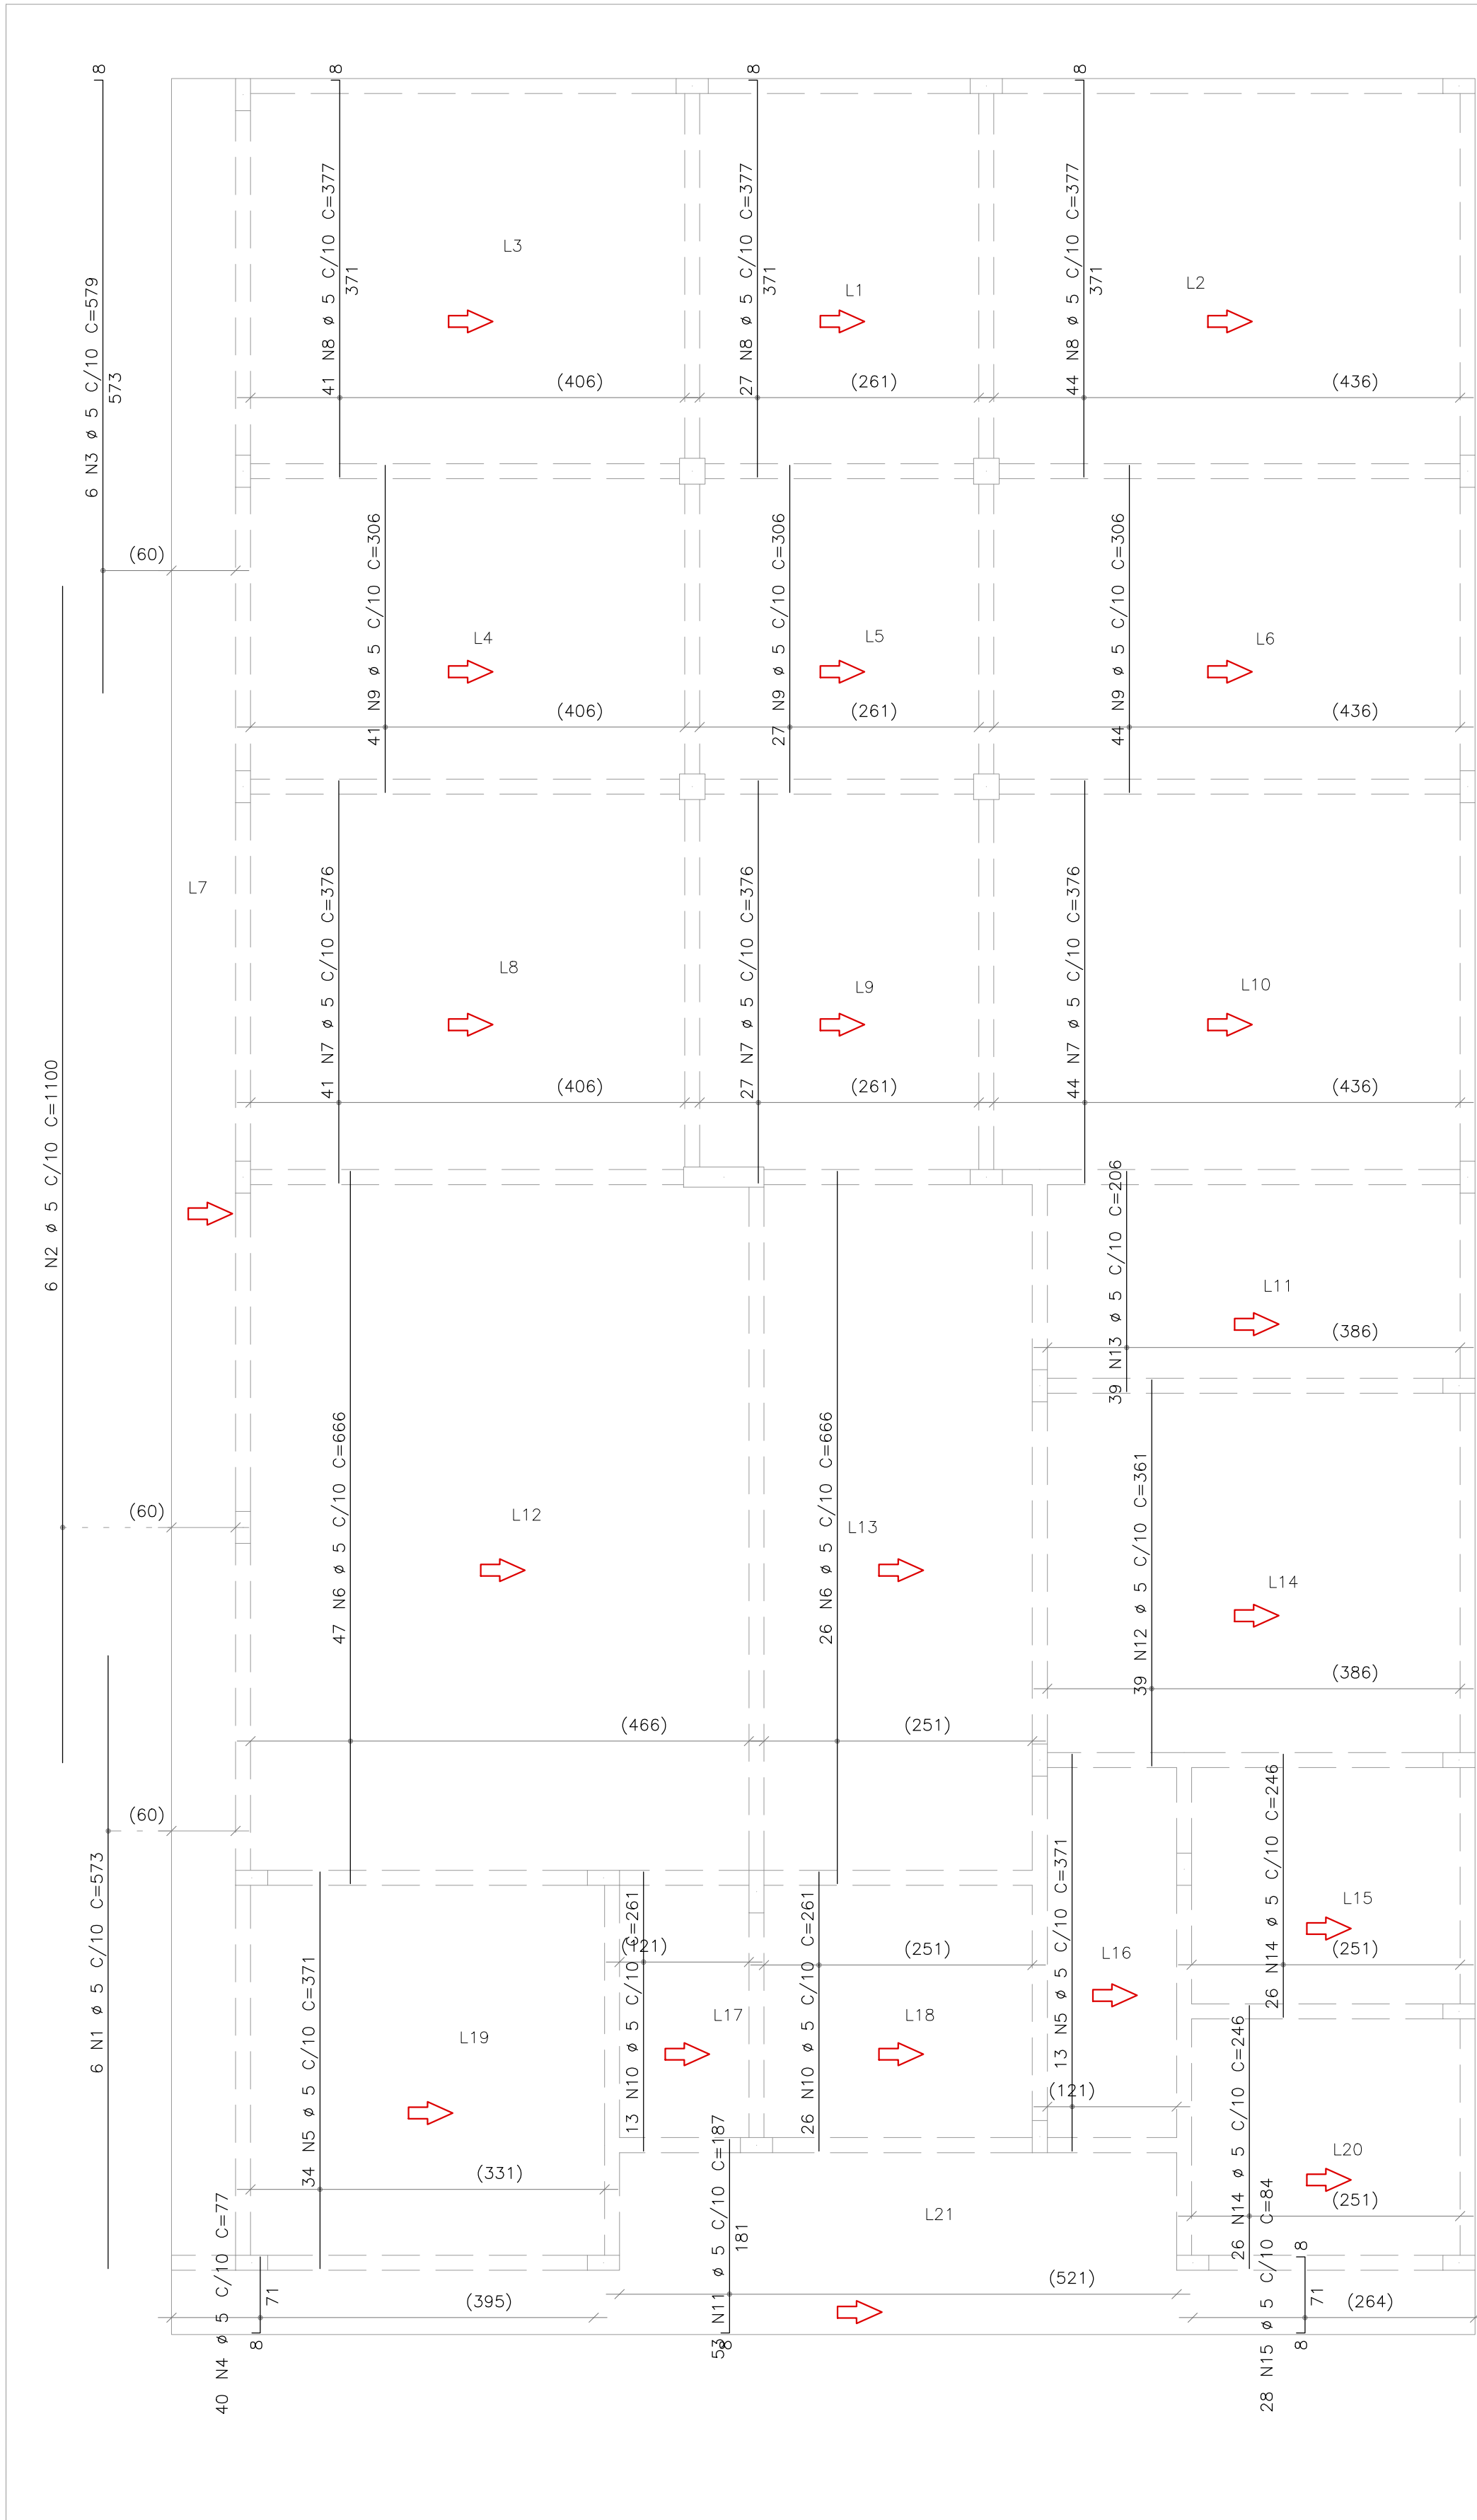 8
8
8
8
6 N3 ø 5 C/10 C=579
573
41 N8 ø 5 C/10 C=377
371
L3
27 N8 ø 5 C/10 C=377
371
L1
44 N8 ø 5 C/10 C=377
371
L2
(406)
(261)
(436)
(60)
41 N9 ø 5 C/10 C=306
L4
27 N9 ø 5 C/10 C=306
L5
44 N9 ø 5 C/10 C=306
L6
(406)
(261)
(436)
L7
6 N2 ø 5 C/10 C=1100
41 N7 ø 5 C/10 C=376
L8
27 N7 ø 5 C/10 C=376
L9
44 N7 ø 5 C/10 C=376
L10
(406)
(261)
(436)
39 N13 ø 5 C/10 C=206
L11
(386)
47 N6 ø 5 C/10 C=666
L12
26 N6 ø 5 C/10 C=666
L13
39 N12 ø 5 C/10 C=361
L14
(60)
(386)
(466)
(251)
(60)
6 N1 ø 5 C/10 C=573
34 N5 ø 5 C/10 C=371
L19
13 N10 ø 5 C/10 C=261
(121)
L17
26 N10 ø 5 C/10 C=261
(251)
L18
13 N5 ø 5 C/10 C=371
L16
(121)
26 N14 ø 5 C/10 C=246
L15
(251)
26 N14 ø 5 C/10 C=246
L20
(251)
(331)
40 N4 ø 5 C/10 C=77
71
8
(395)
53 N11 ø 5 C/10 C=187
181
8
L21
(521)
28 N15 ø 5 C/10 C=84
8
71
8
(264)